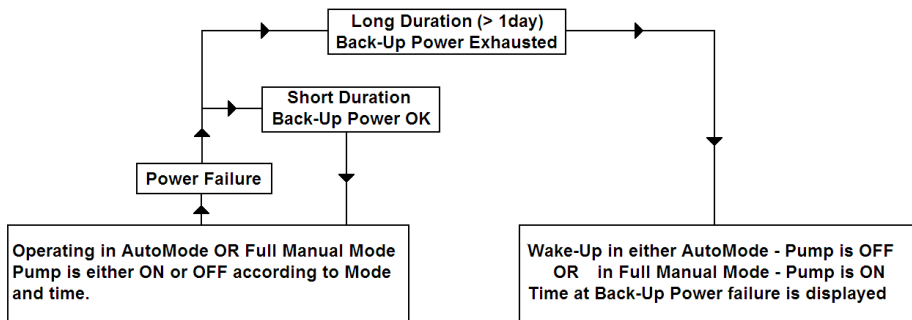 Long Duration (> 1day)
Back-Up Power Exhausted
Short Duration
Back-Up Power OK
Power Failure
Operating in AutoMode OR Full Manual Mode
Pump is either ON or OFF according to Mode
and time.
Wake-Up in either AutoMode - Pump is OFF
OR in Full Manual Mode - Pump is ON
Time at Back-Up Power failure is displayed